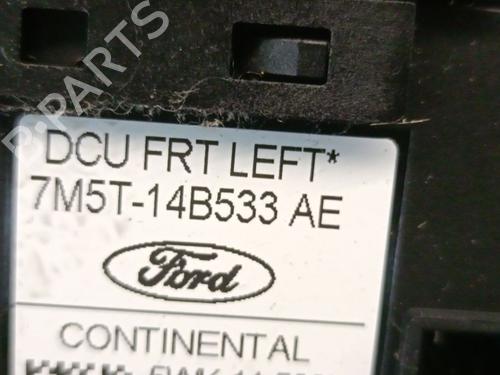 B-PARTS
DCU FRT LEFT*
7M5T-14B533 AE
Ford
CONTINENTAL